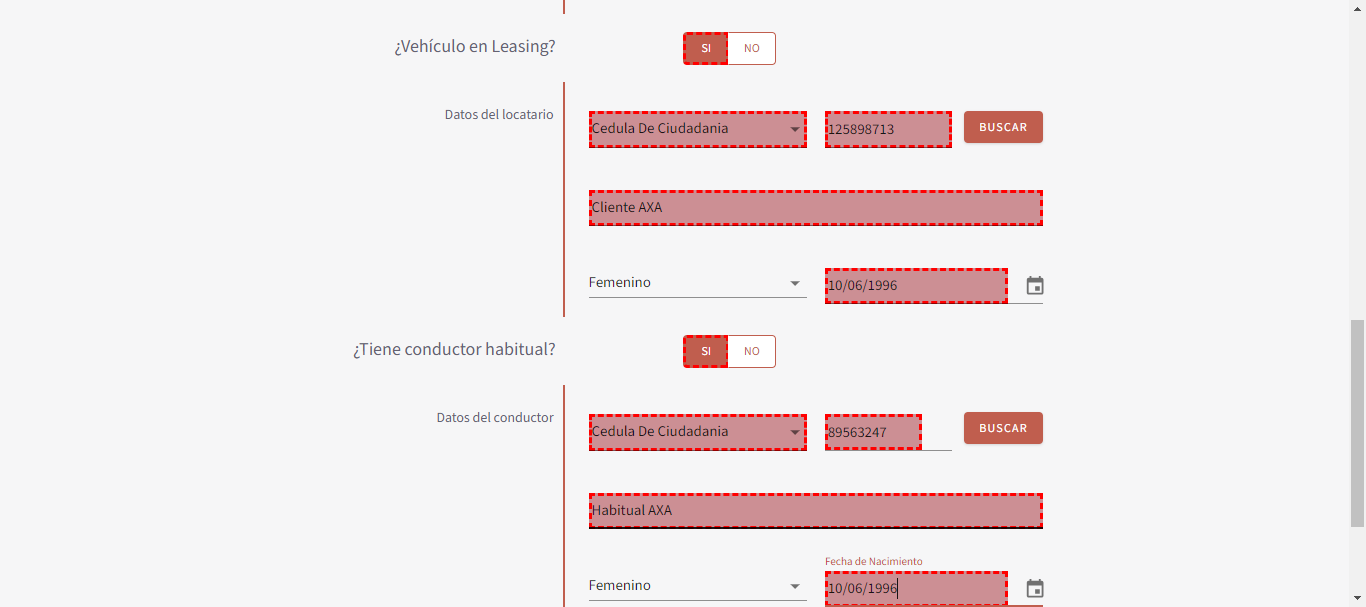 ¿Vehículo en Leasing? SI NO
Datos del locatario
Cedula De Ciudadania 125898713 BUSCAR
Cliente AXA
Femenino 10/06/1996
¿Tiene conductor habitual? SI NO
Datos del conductor
Cedula De Ciudadania 89563247 BUSCAR
Habitual AXA
Fecha de Nacimiento
Femenino 10/06/1996